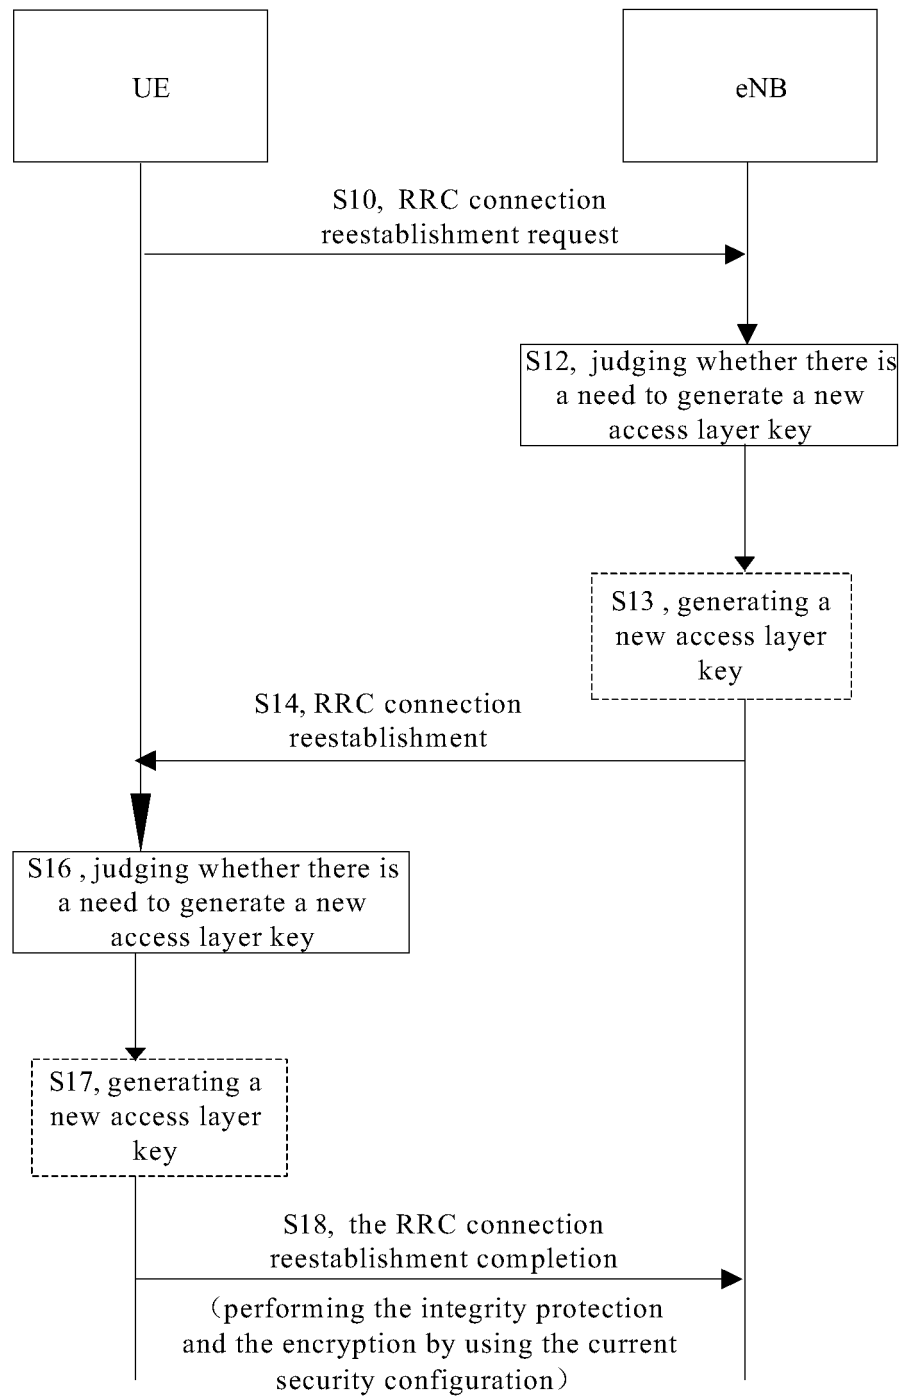 UE
eNB
S10, RRC connection
reestablishment request
S12, judging whether there is
a need to generate a new
access layer key
S13 , generating a
new access layer
key
S14, RRC connection
reestablishment
S16 , judging whether there is
a need to generate a new
access layer key
S17, generating a
new access layer
key
S18, the RRC connection
reestablishment completion
(performing the integrity protection
and the encryption by using the current
security configuration)